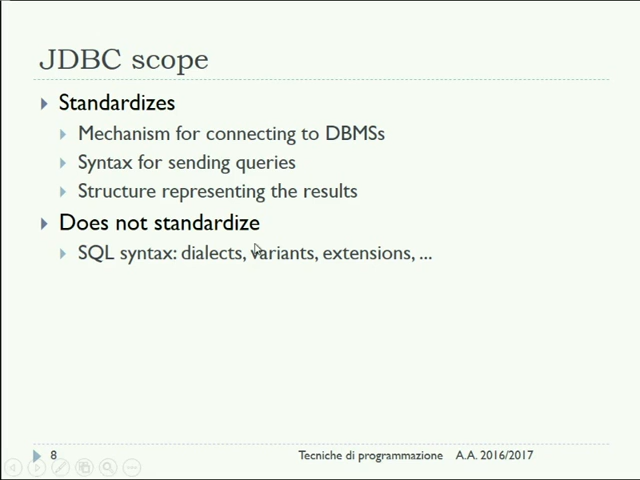 JDBC scope
Standardizes
Mechanism for connecting to DBMSs
Syntax for sending queries
Structure representing the results
Does not standardize
SQL syntax: dialects, variants, extensions, ...
8
Tecniche di programmazione A.A. 2016/2017